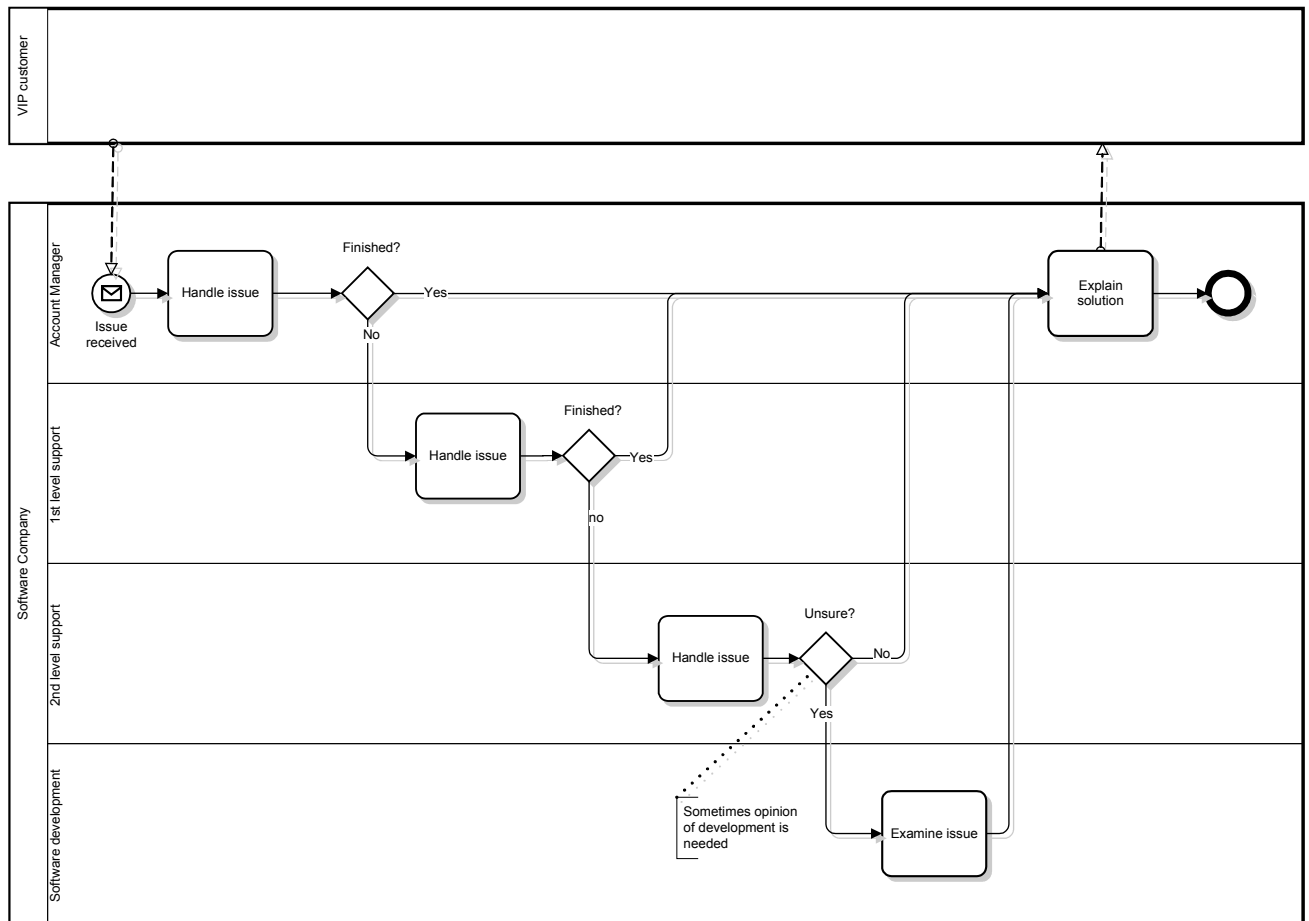 VIP customer
Software Company
Account Manager
Issue
received
Handle issue
Finished?
Yes
No
Explain
solution
1st level support
Handle issue
Finished?
Yes
no
2nd level support
Handle issue
Unsure?
No
Yes
Software development
Sometimes opinion
of development is
needed
Examine issue